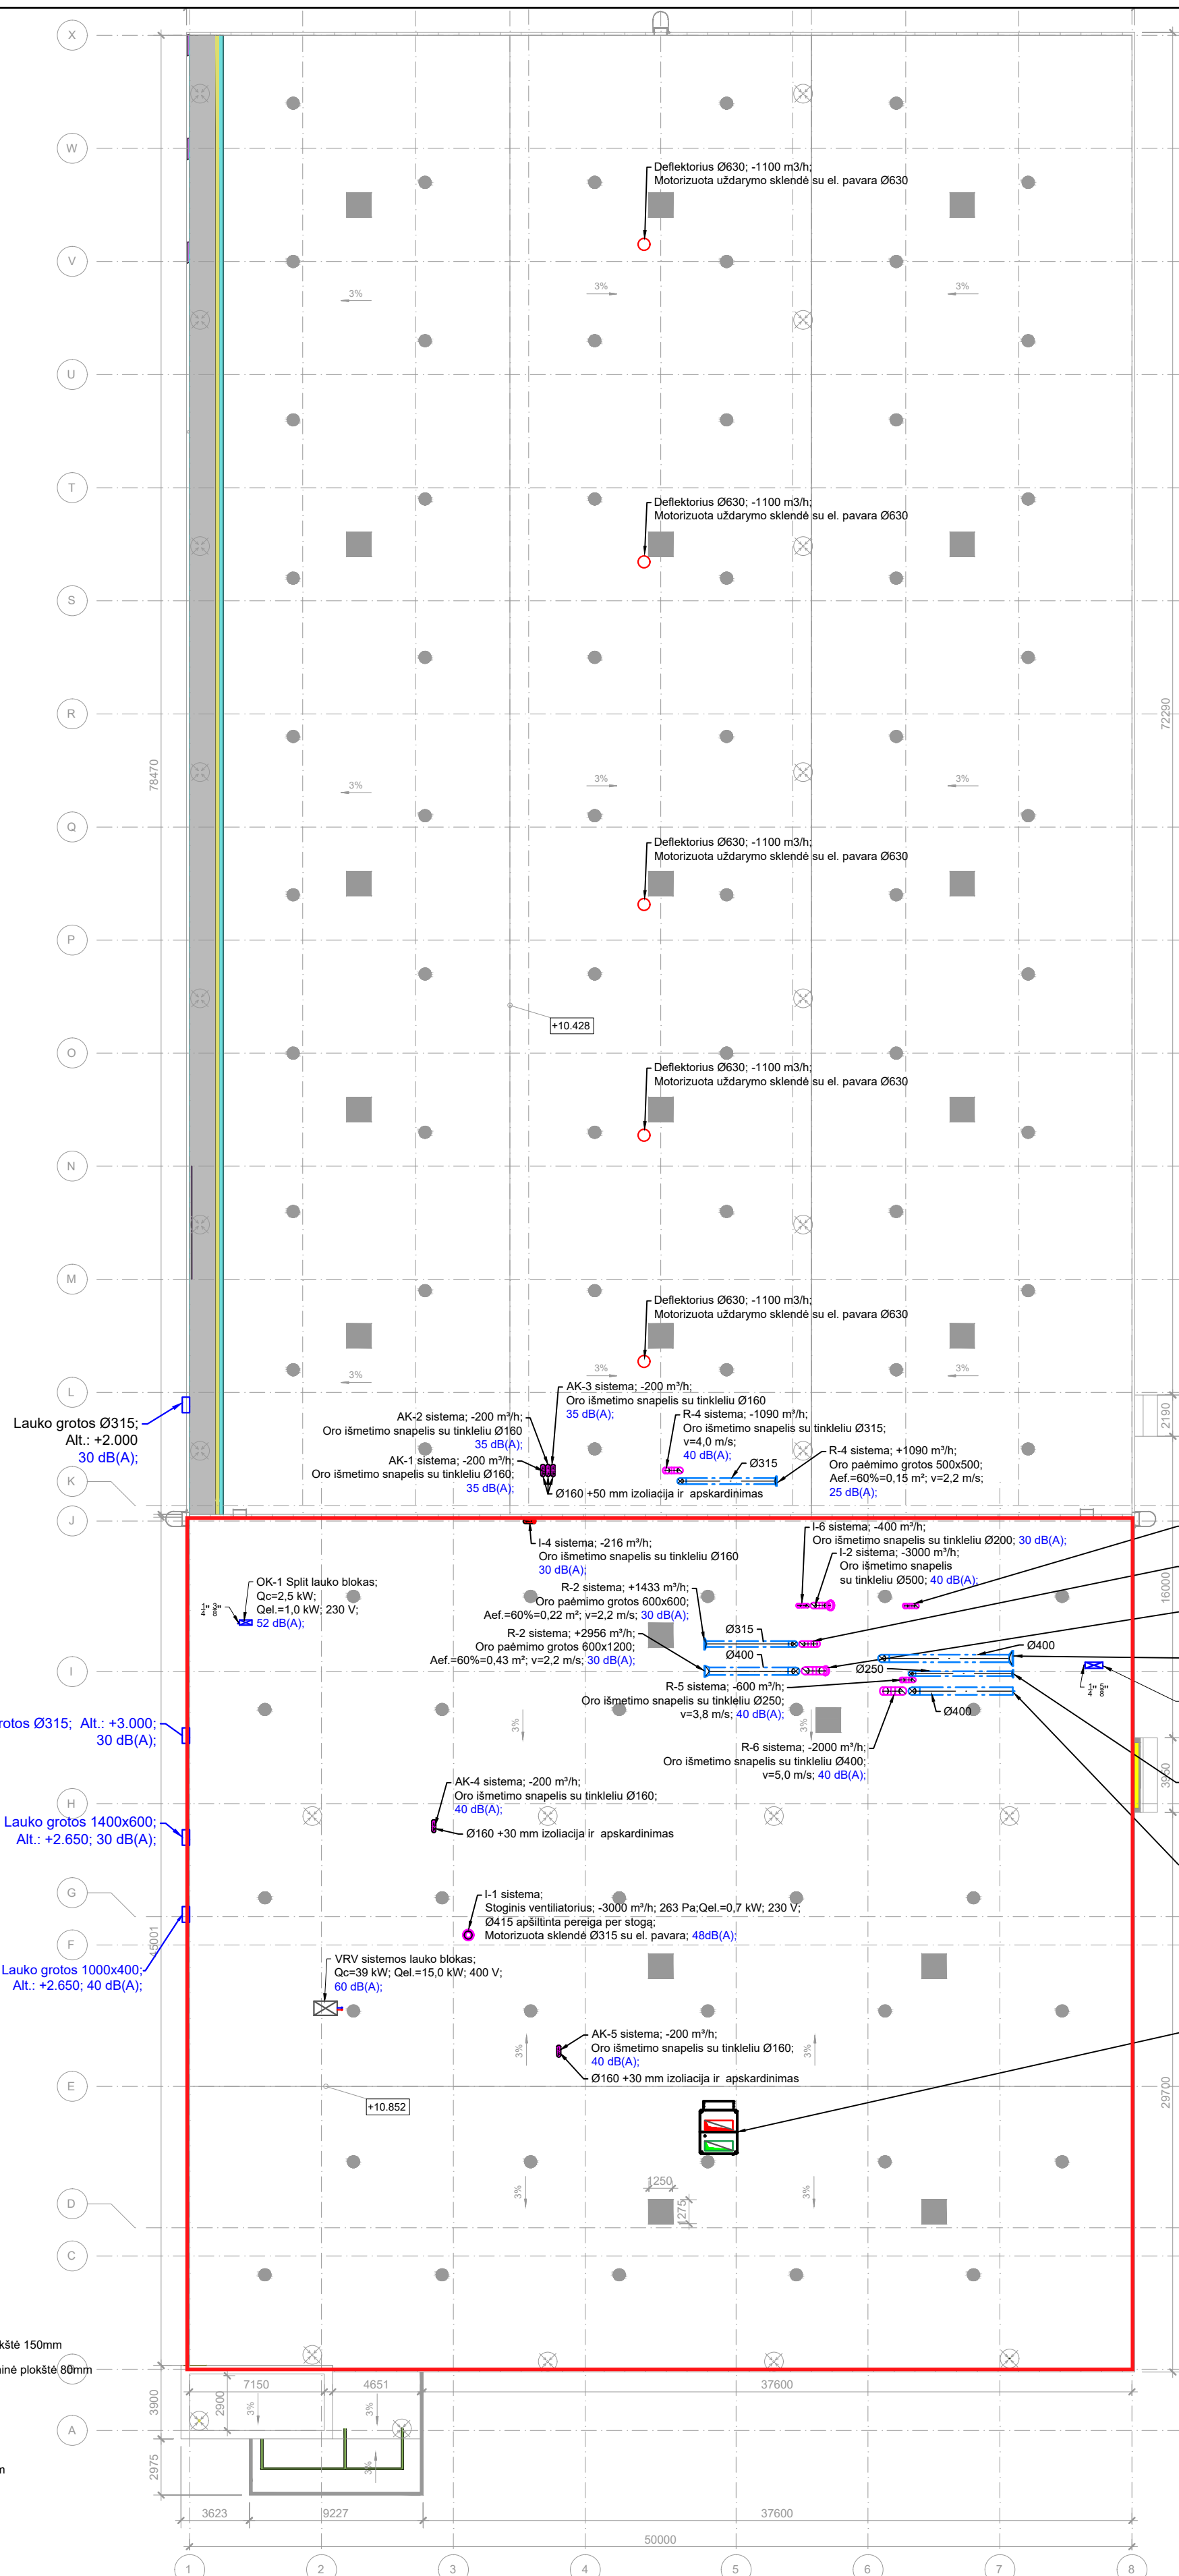 X
W
V
U
T
S
R
Q
P
O
N
M
L
K
J
I
H
G
F
E
D
C
A
Deflektorius Ø630; -1100 m3/h;
Motorizuota uždarymo sklendė su el. pavara Ø630
3%
3%
3%
Deflektorius Ø630; -1100 m3/h;
Motorizuota uždarymo sklendė su el. pavara Ø630
72290
78470
3%
3%
3%
Deflektorius Ø630; -1100 m3/h;
Motorizuota uždarymo sklendė su el. pavara Ø630
+10.428
Deflektorius Ø630; -1100 m3/h;
Motorizuota uždarymo sklendė su el. pavara Ø630
Deflektorius Ø630; -1100 m3/h;
Motorizuota uždarymo sklendė su el. pavara Ø630
3%
3%
3%
2190
Lauko grotos Ø315;
Alt.: +2.000
30 dB(A);
AK-3 sistema; -200 m³/h;
Oro išmetimo snapelis su tinkleliu Ø160
35 dB(A);
AK-2 sistema; -200 m³/h;
Oro išmetimo snapelis su tinkleliu Ø160
35 dB(A);
AK-1 sistema; -200 m³/h;
Oro išmetimo snapelis su tinkleliu Ø160;
35 dB(A);
Ø160 +50 mm izoliacija ir apskardinimas
R-4 sistema; -1090 m³/h;
Oro išmetimo snapelis su tinkleliu Ø315;
v=4,0 m/s;
40 dB(A);
Ø315
R-4 sistema; +1090 m³/h;
Oro paėmimo grotos 500x500;
Aef.=60%=0,15 m²; v=2,2 m/s;
25 dB(A);
I-4 sistema; -216 m³/h;
Oro išmetimo snapelis su tinkleliu Ø160
30 dB(A);
I-6 sistema; -400 m³/h;
Oro išmetimo snapelis su tinkleliu Ø200; 30 dB(A);
I-2 sistema; -3000 m³/h;
Oro išmetimo snapelis
su tinkleliu Ø500; 40 dB(A);
16000
OK-1 Split lauko blokas;
Qc=2,5 kW;
Qel.=1,0 kW; 230 V;
52 dB(A);
R-2 sistema; +1433 m³/h;
Oro paėmimo grotos 600x600;
Aef.=60%=0,22 m²; v=2,2 m/s; 30 dB(A);
R-2 sistema; +2956 m³/h;
Oro paėmimo grotos 600x1200;
Aef.=60%=0,43 m²; v=2,2 m/s; 30 dB(A);
Ø315
Ø400
Ø400
Ø250
Ø400
R-5 sistema; -600 m³/h;
Oro išmetimo snapelis su tinkleliu Ø250;
v=3,8 m/s; 40 dB(A);
R-6 sistema; -2000 m³/h;
Oro išmetimo snapelis su tinkleliu Ø400;
v=5,0 m/s; 40 dB(A);
3%
3%
3950
rotos Ø315; Alt.: +3.000;
30 dB(A);
Lauko grotos 1400x600;
Alt.: +2.650; 30 dB(A);
Lauko grotos 1000x400;
Alt.: +2.650; 40 dB(A);
AK-4 sistema; -200 m³/h;
Oro išmetimo snapelis su tinkleliu Ø160;
40 dB(A);
Ø160 +30 mm izoliacija ir apskardinimas
I-1 sistema;
Stoginis ventiliatorius; -3000 m³/h; 263 Pa;Qel.=0,7 kW; 230 V;
Ø415 apšiltinta pereiga per stogą;
Motorizuota sklendė Ø315 su el. pavara; 48dB(A);
VRV sistemos lauko blokas;
Qc=39 kW; Qel.=15,0 kW; 400 V;
60 dB(A);
3%
3%
AK-5 sistema; -200 m³/h;
Oro išmetimo snapelis su tinkleliu Ø160;
40 dB(A);
Ø160 +30 mm izoliacija ir apskardinimas
+10.852
29700
1250
1275
3%
3%
kštė 150mm
inė plokštė 80mm
7150
4651
37600
3900
2900
3%
3%
3%
2975
m
3623
9227
37600
50000
1
2
3
4
5
6
7
8